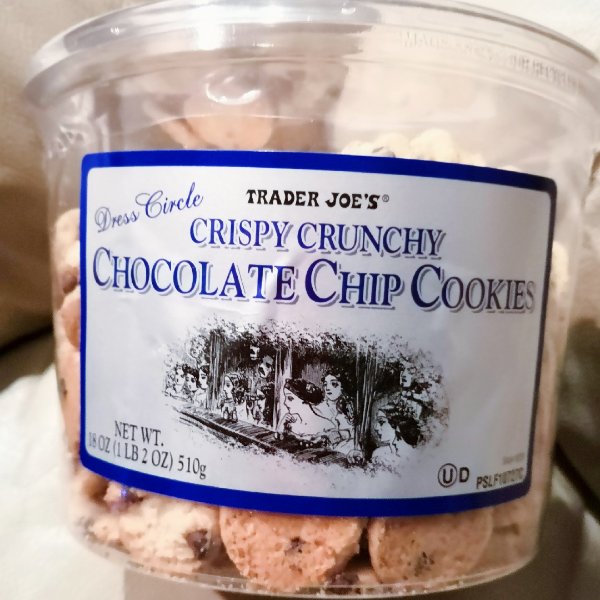 Dress Circle
TRADER JOE'S®
CRISPY CRUNCHY
CHOCOLATE CHIP COOKIES
NET WT.
18 OZ (1 LB 2 OZ) 510g
U D